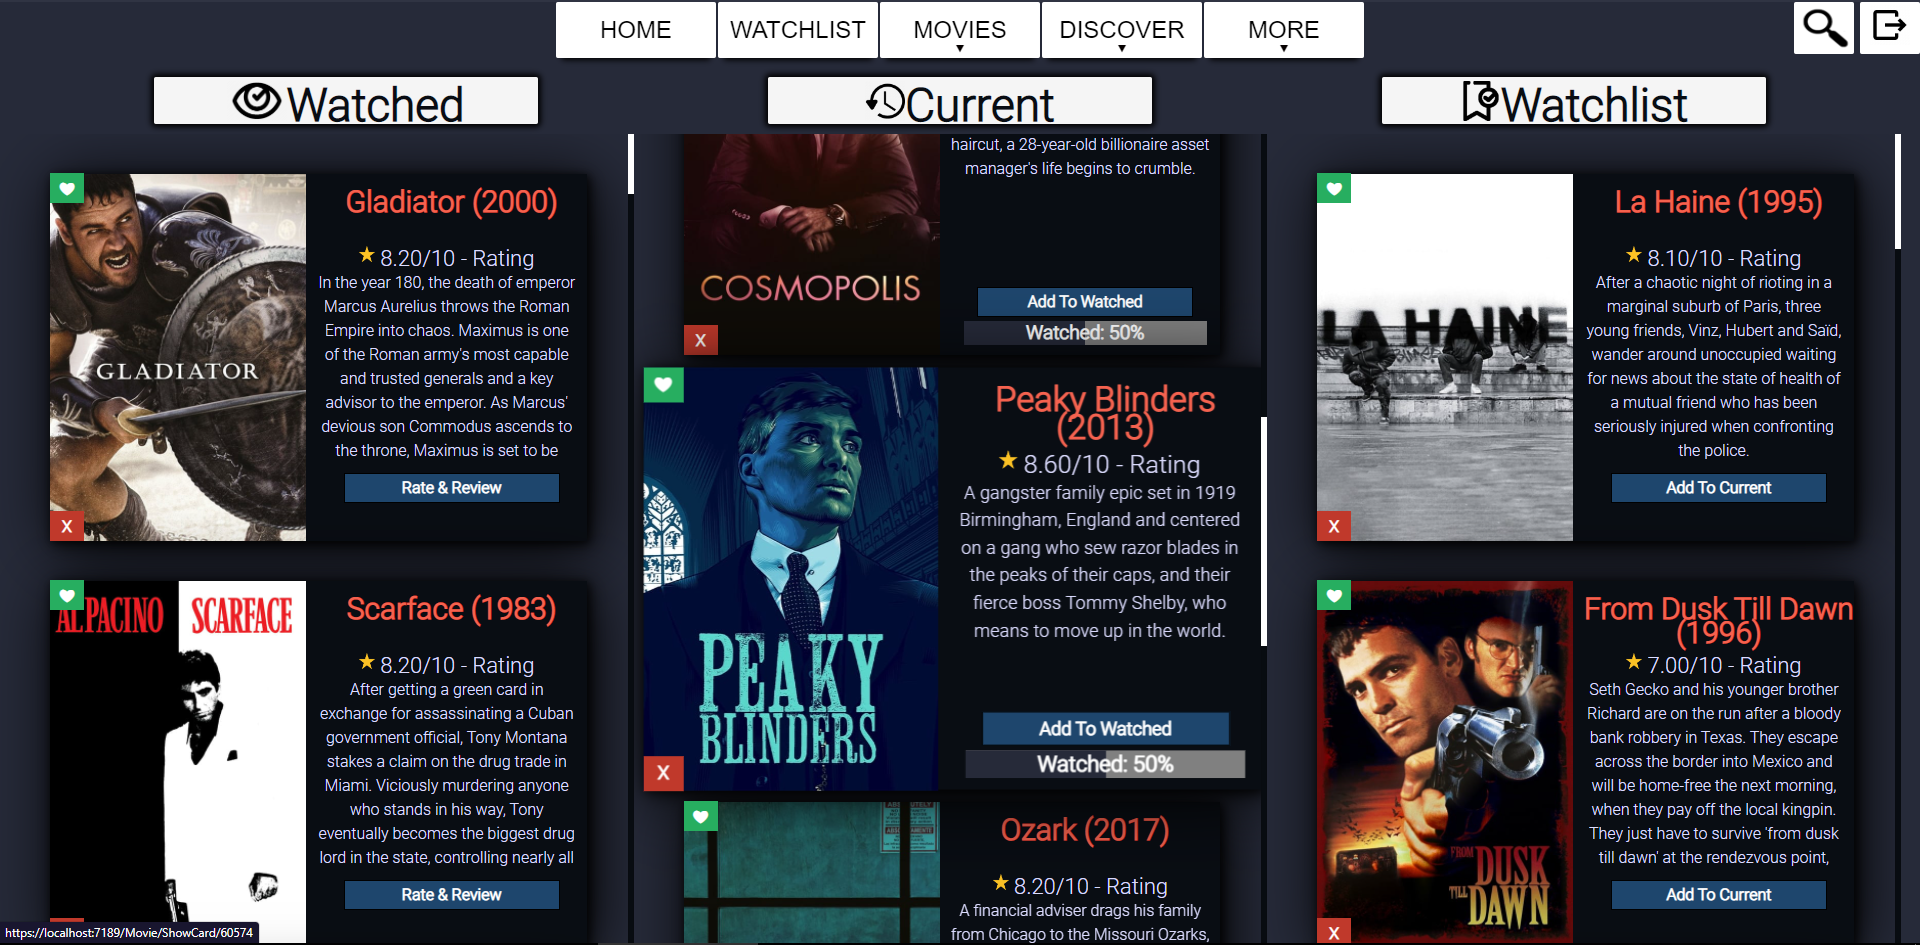 HOME
WATCHLIST
MOVIES
DISCOVER
MORE
Watched
Current
Watchlist
Gladiator (2000)
8.20/10 - Rating
In the year 180, the death of emperor
Marcus Aurelius throws the Roman
Empire into chaos. Maximus is one
of the Roman army's most capable
and trusted generals and a key
advisor to the emperor. As Marcus'
devious son Commodus ascends to
the throne, Maximus is set to be
Rate & Review
GLADIATOR
X
Scarface (1983)
8.20/10 - Rating
After getting a green card in
exchange for assassinating a Cuban
government official, Tony Montana
stakes a claim on the drug trade in
Miami. Viciously murdering anyone
who stands in his way, Tony
eventually becomes the biggest drug
lord in the state, controlling nearly all
Rate & Review
AL PACINO
SCARFACE
https://localhost:7189/Movie/ShowCard/60574
haircut, a 28-year-old billionaire asset
manager's life begins to crumble.
COSMOPOLIS
Add To Watched
Watched: 50%
X
Peaky Blinders
(2013)
8.60/10 - Rating
A gangster family epic set in 1919
Birmingham, England and centered
on a gang who sew razor blades in
the peaks of their caps, and their
fierce boss Tommy Shelby, who
means to move up in the world.
PEAKY
BLINDERS
Add To Watched
Watched: 50%
X
Ozark (2017)
8.20/10 - Rating
A financial adviser drags his family
from Chicago to the Missouri Ozarks,
La Haine (1995)
8.10/10 - Rating
After a chaotic night of rioting in a
marginal suburb of Paris, three
young friends, Vinz, Hubert and Saïd,
wander around unoccupied waiting
for news about the state of health of
a mutual friend who has been
seriously injured when confronting
the police.
Add To Current
LA HAINE
X
From Dusk Till Dawn
(1996)
7.00/10 - Rating
Seth Gecko and his younger brother
Richard are on the run after a bloody
bank robbery in Texas. They escape
across the border into Mexico and
will be home-free the next morning,
when they pay off the local kingpin.
They just have to survive 'from dusk
till dawn' at the rendezvous point,
Add To Current
FROM
DUSK
TILL
DAWN
X